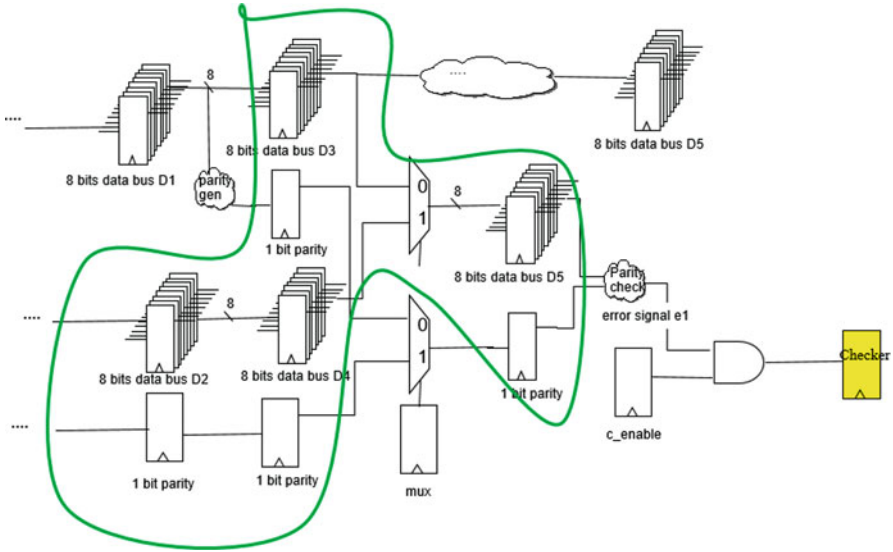 8
8 bits data bus D1
....
8 bits data bus D3
....
8 bits data bus D5
parity
gen
1 bit parity
0
1
8
8 bits data bus D5
Parity
check
error signal e1
....
8
8 bits data bus D2
8 bits data bus D4
0
1
1 bit parity
Checker
c_enable
....
1 bit parity
1 bit parity
mux